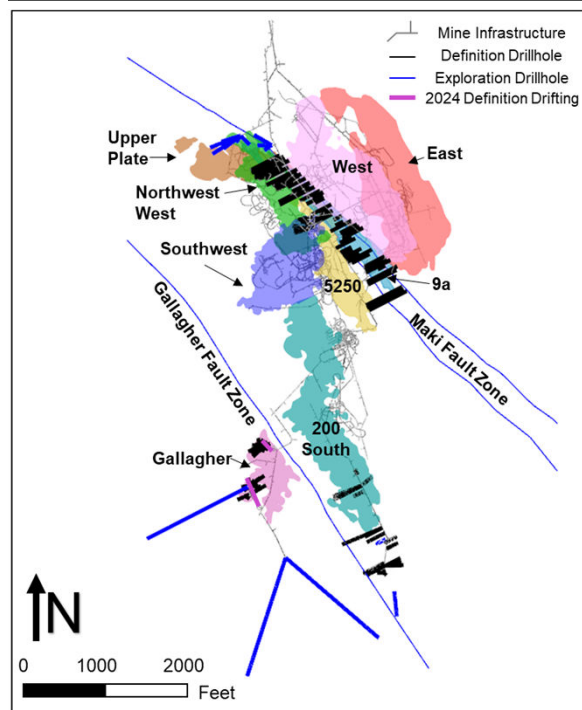 Mine Infrastructure
Definition Drillhole
Exploration Drillhole
2024 Definition Drifting
Upper
Plate
East
West
Northwest
West
Southwest
5250
9a
Gallagher Fault Zone
Maki Fault Zone
200
South
Gallagher
N
0 1000 2000
Feet